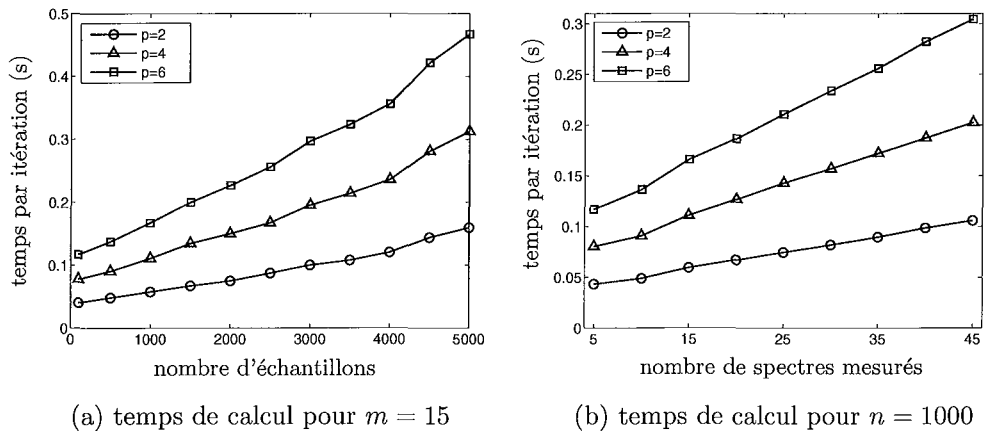 p=2
p=4
p=6
temps par itération (s)
0.5
0.4
0.3
0.2
0.1
0
0 1000 2000 3000 4000 5000
nombre d'échantillons
(a) temps de calcul pour m = 15
p=2
p=4
p=6
temps par itération (s)
0.3
0.25
0.2
0.15
0.1
0.05
0
5 15 25 35 45
nombre de spectres mesurés
(b) temps de calcul pour n = 1000